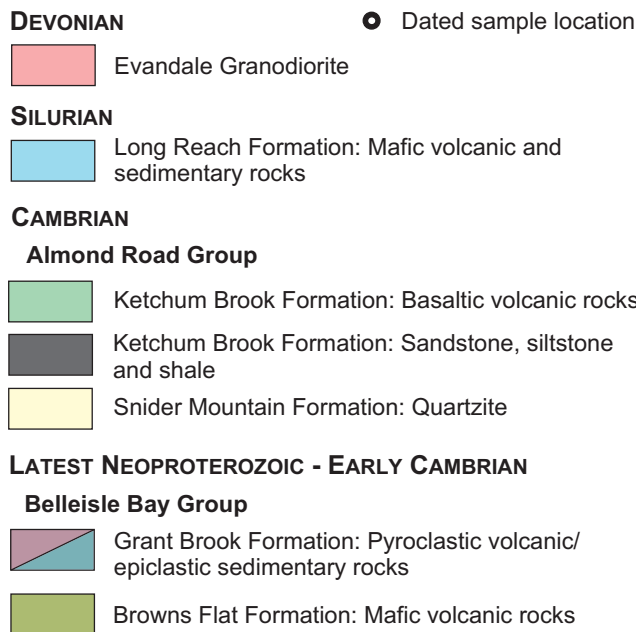 DEVONIAN
Dated sample location
Evandale Granodiorite
SILURIAN
Long Reach Formation: Mafic volcanic and
sedimentary rocks
CAMBRIAN
Almond Road Group
Ketchum Brook Formation: Basaltic volcanic rocks
Ketchum Brook Formation: Sandstone, siltstone
and shale
Snider Mountain Formation: Quartzite
LATEST NEOPROTEROZOIC - EARLY CAMBRIAN
Belleisle Bay Group
Grant Brook Formation: Pyroclastic volcanic/
epiclastic sedimentary rocks
Browns Flat Formation: Mafic volcanic rocks